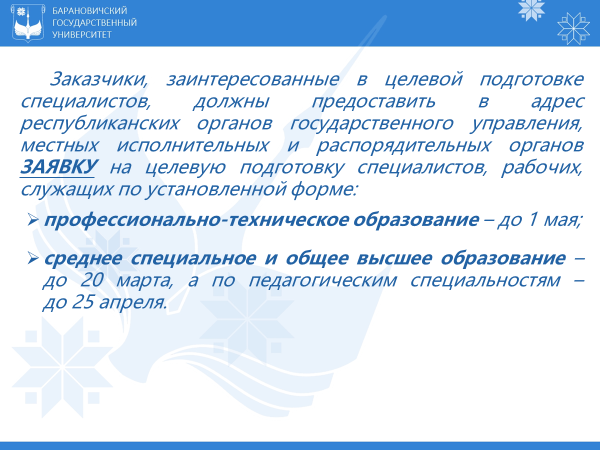 БАРАНОВИЧСКИЙ
ГОСУДАРСТВЕННЫЙ
УНИВЕРСИТЕТ
Заказчики, заинтересованные в целевой подготовке
специалистов, должны предоставить в адрес
республиканских органов государственного управления,
местных исполнительных и распорядительных органов
ЗАЯВКУ на целевую подготовку специалистов, рабочих,
служащих по установленной форме:
➢ профессионально-техническое образование – до 1 мая;
➢ среднее специальное и общее высшее образование –
до 20 марта, а по педагогическим специальностям –
до 25 апреля.